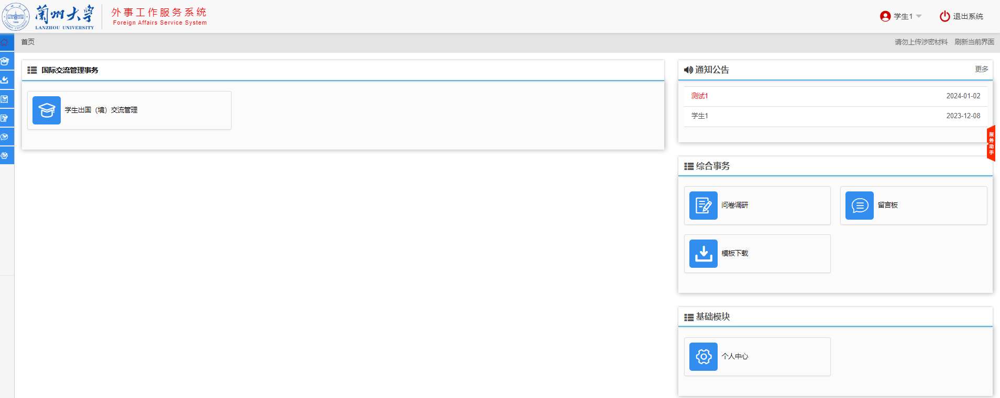 兰州大学
LANZHOU UNIVERSITY
外事工作服务系统
Foreign Affairs Service System
学生1
退出系统
首页
请勿上传涉密材料 刷新当前界面
国际交流管理事务
学生出国（境）交流管理
通知公告
更多
测试1 2024-01-02
学生1 2023-12-08
服务助手
综合事务
问卷调研
留言板
模板下载
基础模块
个人中心